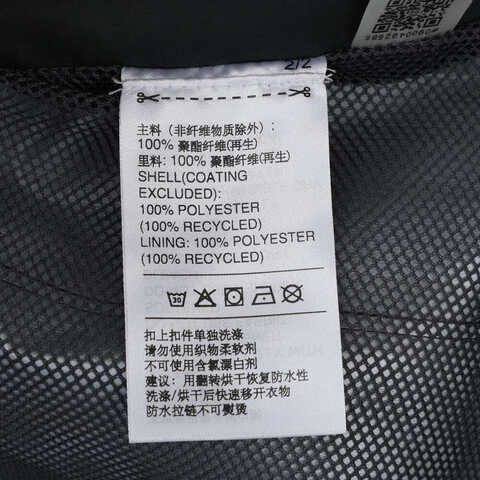 2/2
主料（非纤维物质除外）：
100% 聚酯纤维(再生)
里料: 100% 聚酯纤维(再生)
SHELL(COATING
EXCLUDED):
100% POLYESTER
(100% RECYCLED)
LINING: 100% POLYESTER
(100% RECYCLED)
30
扣上扣件单独洗涤
请勿使用织物柔软剂
不可使用含氯漂白剂
建议：用翻转烘干恢复防水性
洗涤/烘干后快速移开衣物
防水拉链不可熨烫